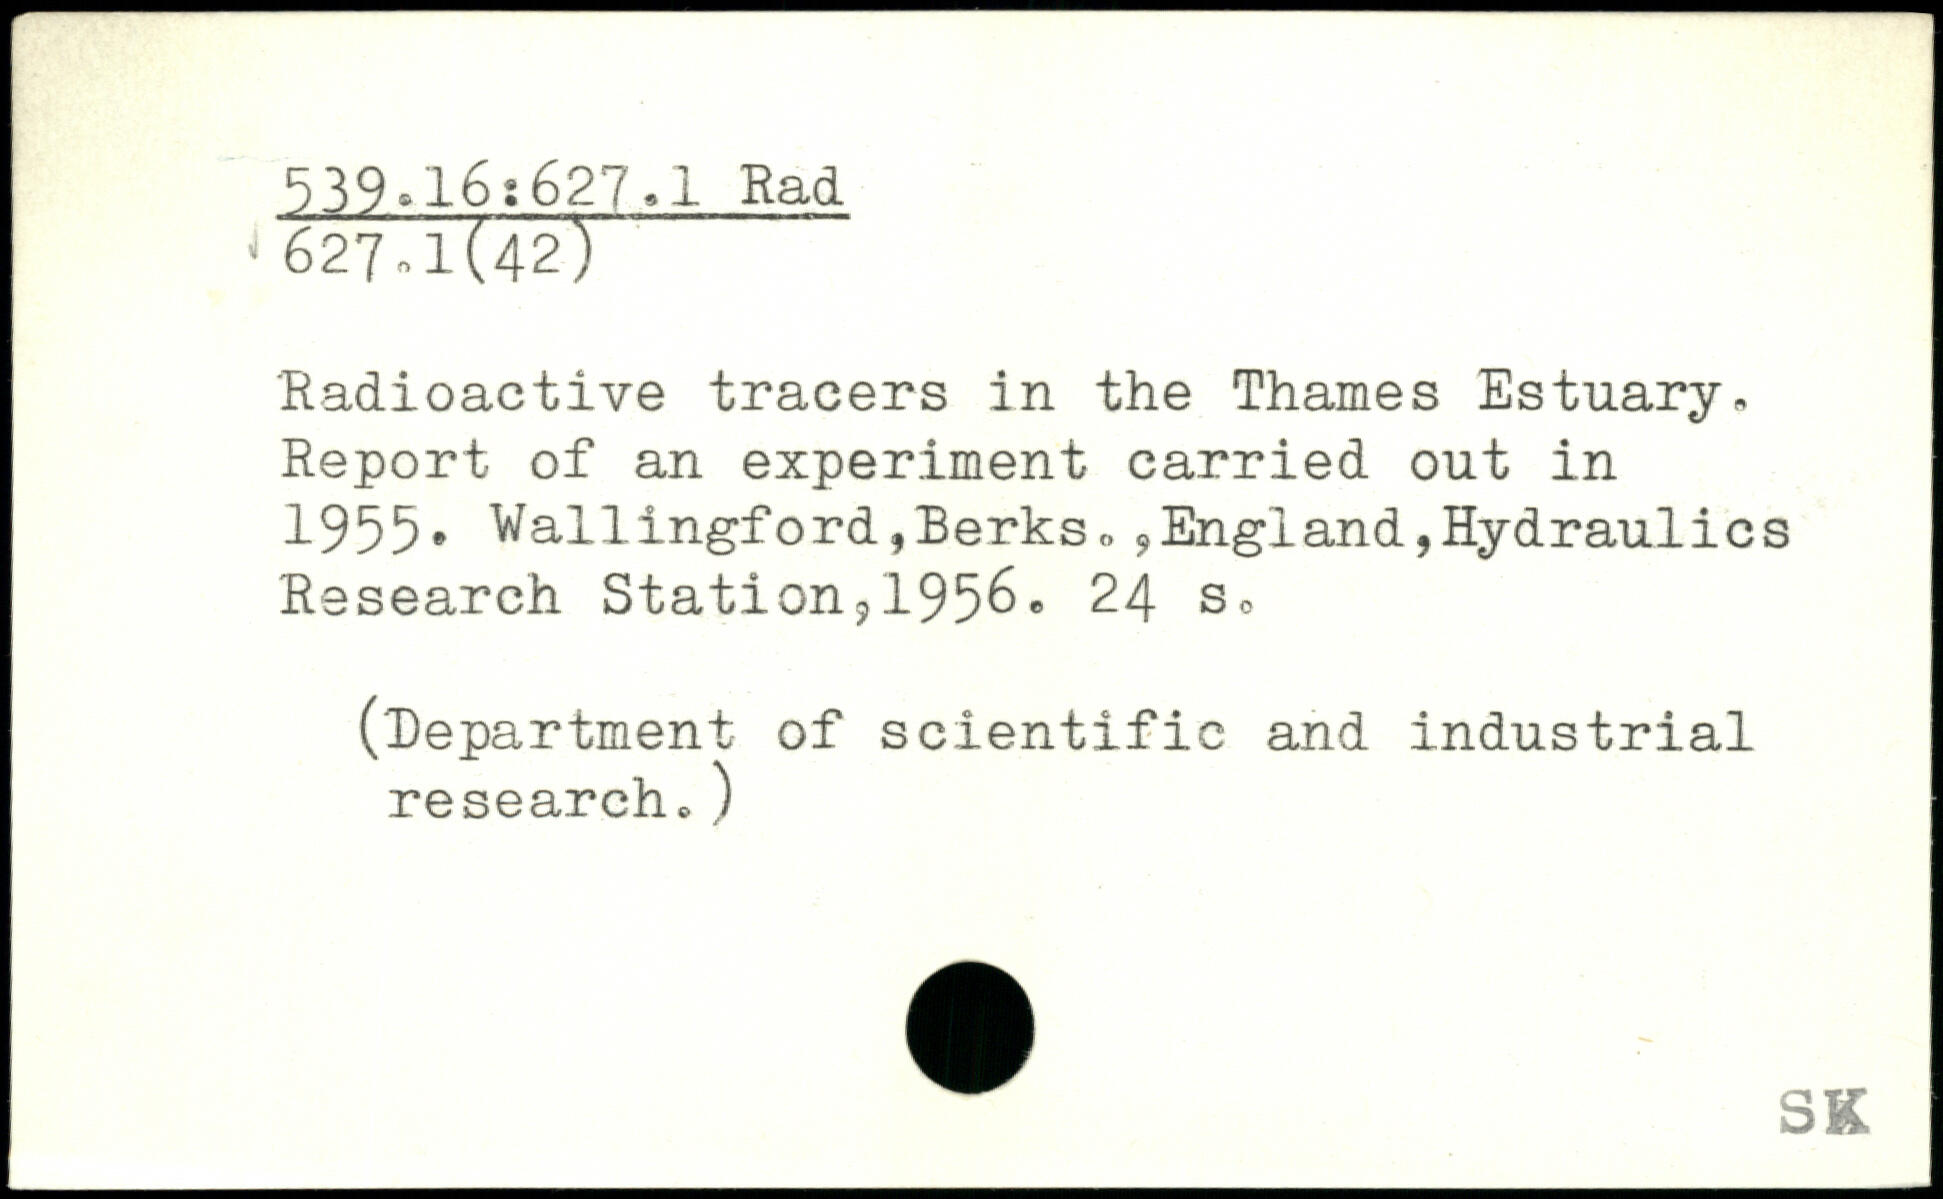 539.16:627.1 Rad
627.1(42)
Radioactive tracers in the Thames Estuary.
Report of an experiment carried out in
1955. Wallingford,Berks.,England,Hydraulics
Research Station,1956. 24 s.
(Department of scientific and industrial
research.)
SK